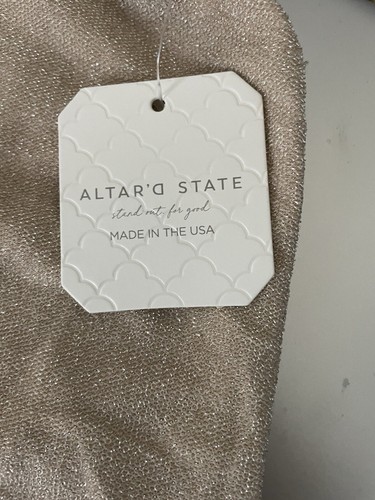 ALTAR'D STATE
stand out. for good
MADE IN THE USA